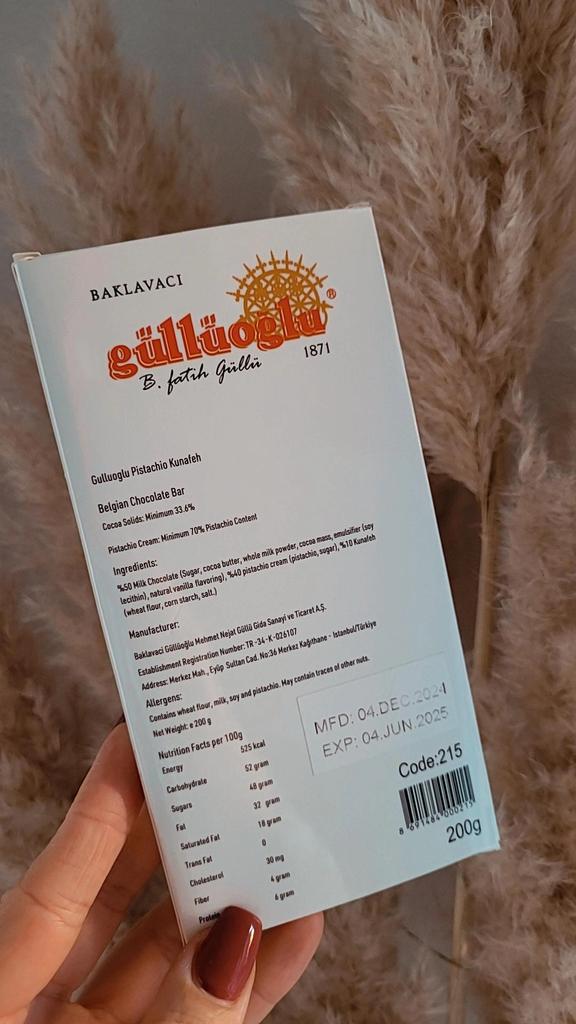 BAKLAVACI
güllüoglu®
1871
B. fatih Güllü
Gulluoglu Pistachio Kunafeh
Belgian Chocolate Bar
Cocoa Solids: Minimum 33.6%
Pistachio Cream: Minimum 70% Pistachio Content
Ingredients:
%50 Milk Chocolate (Sugar, cocoa butter, whole milk powder, cocoa mass, emulsifier (soy
lecithin), natural vanilla flavoring), %40 pistachio cream (pistachio, sugar), %10 Kunafeh
(wheat flour, corn starch, salt.)
Manufacturer:
Baklavaci Güllüoğlu Mehmet Nejat Güllü Gida Sanayi ve Ticaret A.Ş.
Establishment Registration Number: TR-34-K-026107
Address: Merkez Mah., Eyüp Sultan Cad. No:36 Merkez Kağithane - Istanbul/Türkiye
Allergens:
Contains wheat flour, milk, soy and pistachio. May contain traces of other nuts.
Net Weight: e 200 g
Nutrition Facts per 100g
Energy 525 kcal
Carbohydrate 52 gram
Sugars 48 gram
Fat 32 gram
Saturated Fat 18 gram
Trans Fat 0
Cholesterol 30 mg
Fiber 4 gram
Protein 6 gram
MFD: 04.DEC.2024
EXP: 04.JUN.2025
Code:215
8 691484 000215
200g